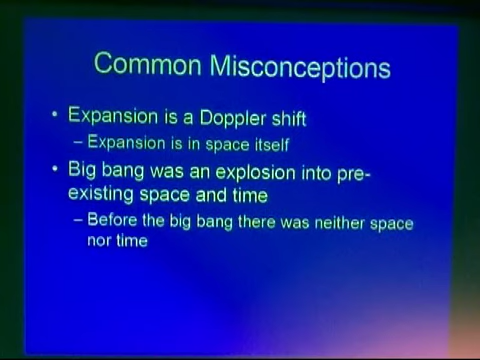 Common Misconceptions
• Expansion is a Doppler shift
– Expansion is in space itself
• Big bang was an explosion into pre-
existing space and time
– Before the big bang there was neither space
nor time